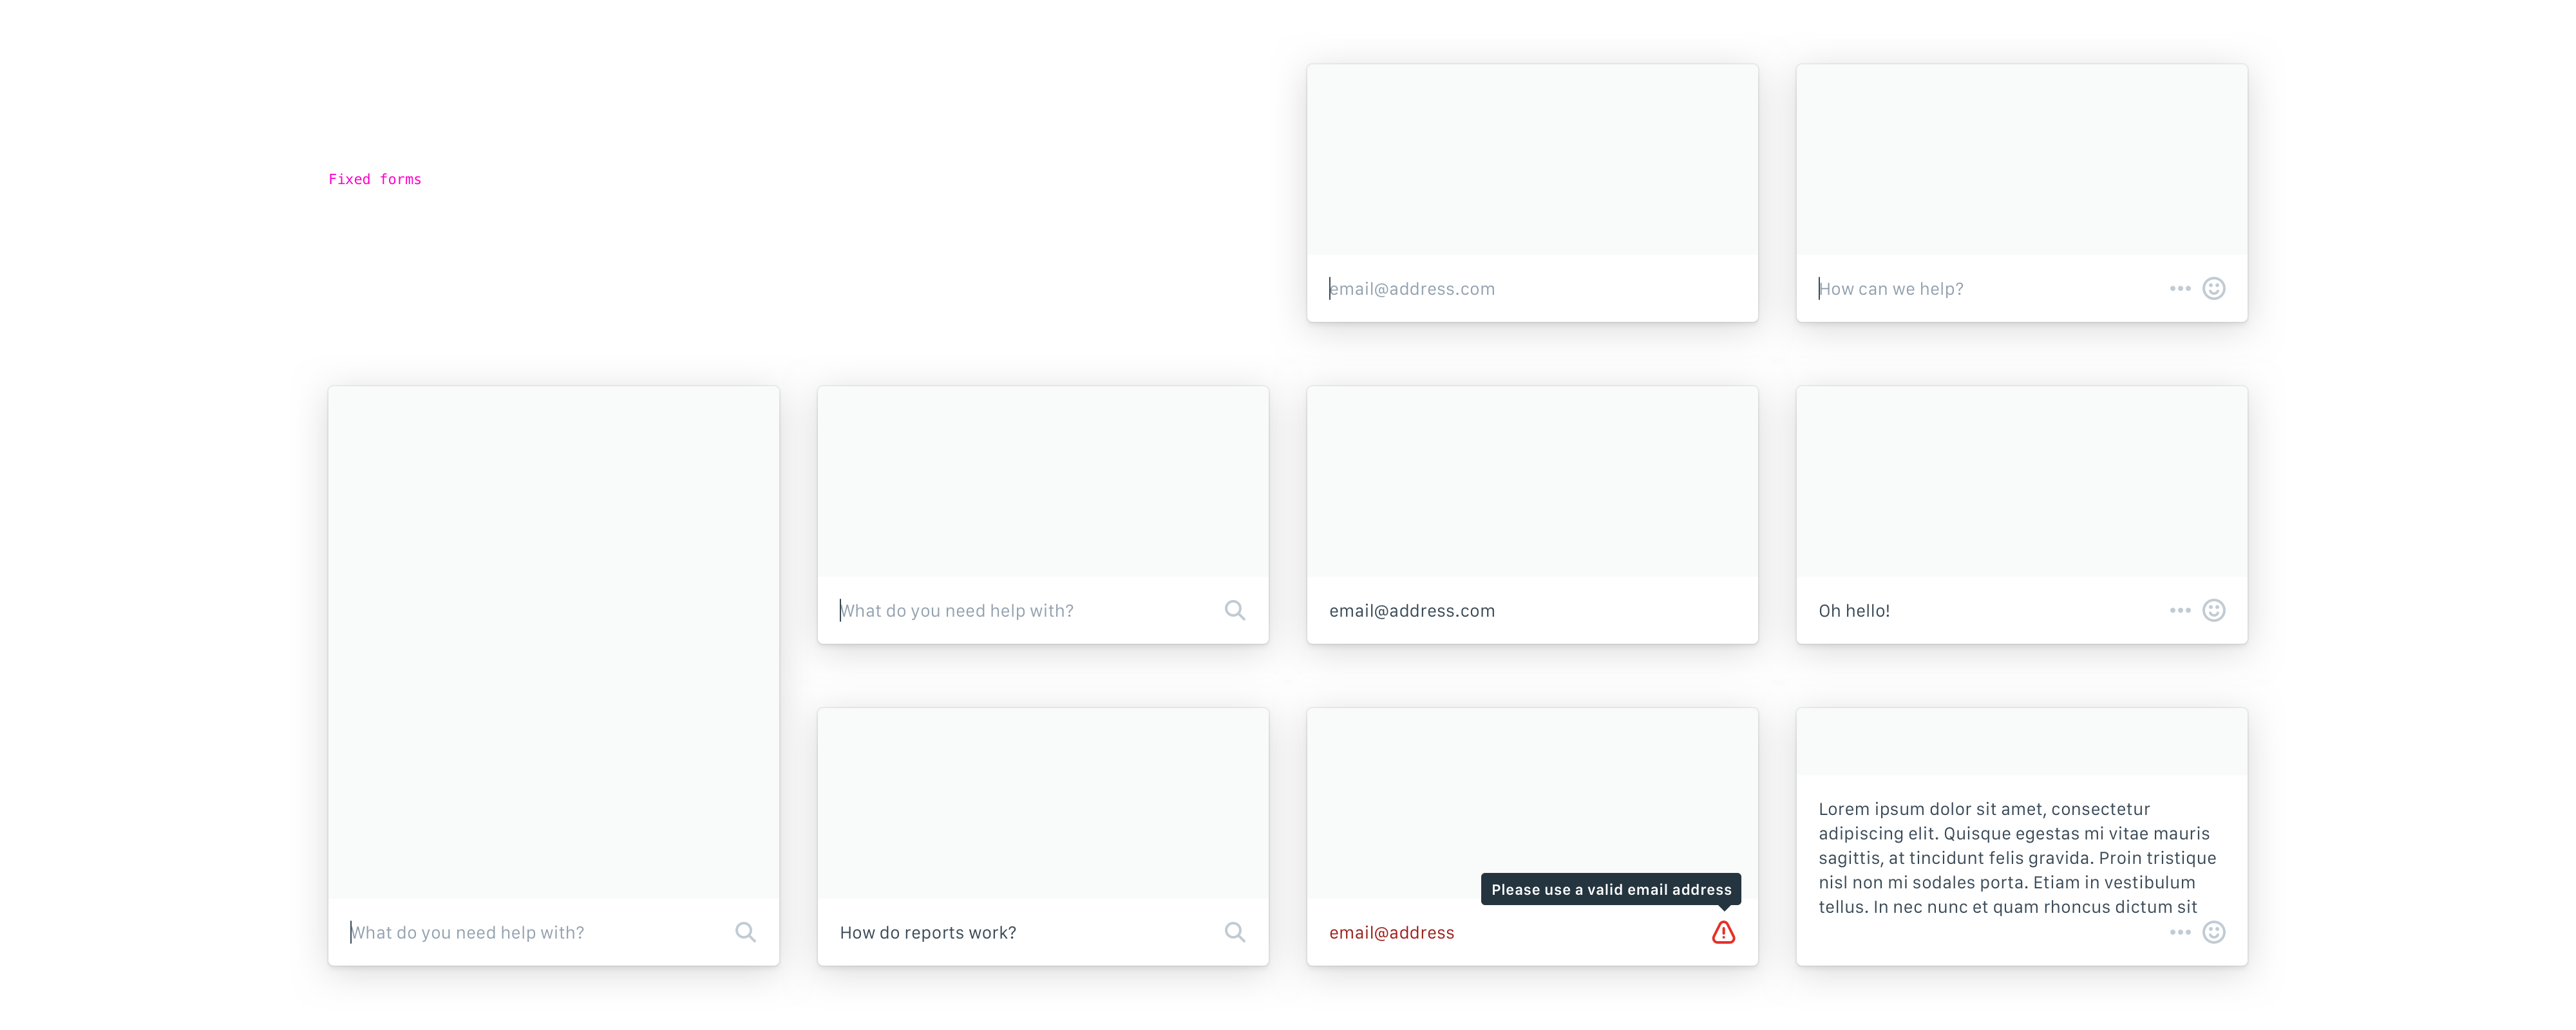 Fixed forms
email@address.com
How can we help?
What do you need help with?
email@address.com
Oh hello!
What do you need help with?
How do reports work?
Please use a valid email address
email@address
Lorem ipsum dolor sit amet, consectetur
adipiscing elit. Quisque egestas mi vitae mauris
sagittis, at tincidunt felis gravida. Proin tristique
nisl non mi sodales porta. Etiam in vestibulum
tellus. In nec nunc et quam rhoncus dictum sit